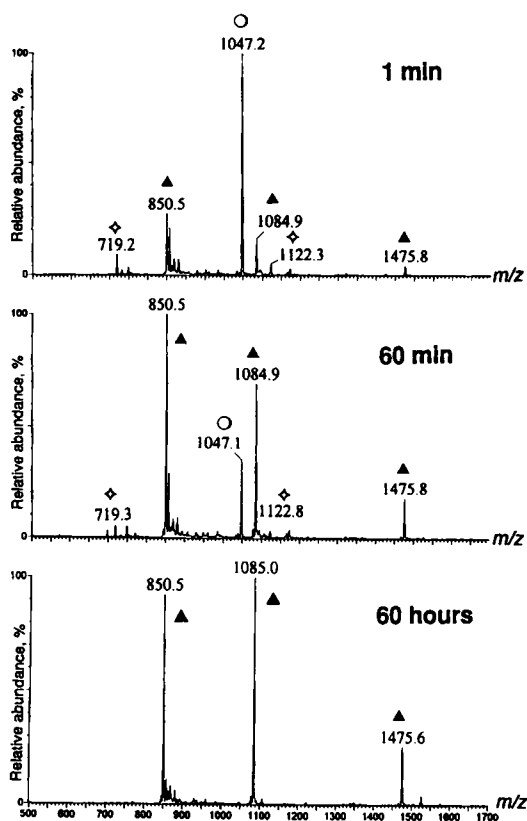 Relative abundance, %
100
0
1 min
1047.2
850.5
1084.9
719.2
1122.3
1475.8
m/z
Relative abundance, %
100
0
60 min
850.5
1084.9
1047.1
719.3
1122.8
1475.8
m/z
Relative abundance, %
100
0
60 hours
850.5
1085.0
1475.6
500 600 700 800 900 1000 1100 1200 1300 1400 1500 1600 1700
m/z